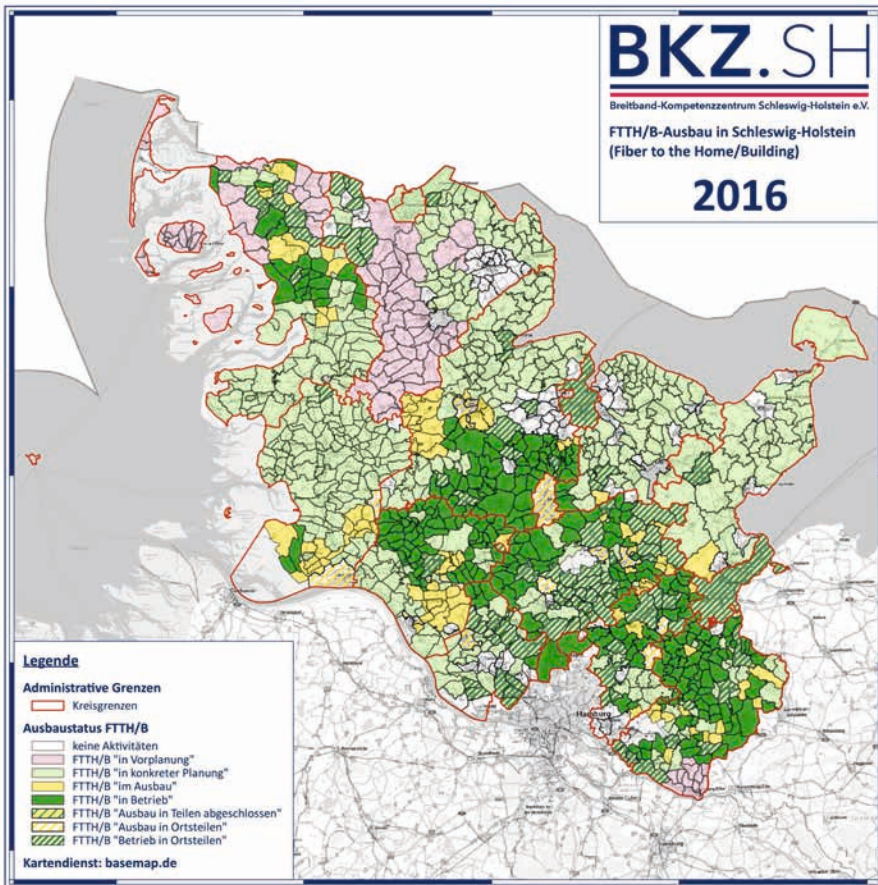 BKZ.SH
Breitband-Kompetenzzentrum Schleswig-Holstein e.V.
FTTH/B-Ausbau in Schleswig-Holstein
(Fiber to the Home/Building)
2016
Hamburg
Legende
Administrative Grenzen
Kreisgrenzen
Ausbaustatus FTTH/B
keine Aktivitäten
FTTH/B "in Vorplanung"
FTTH/B "in konkreter Planung"
FTTH/B "im Ausbau"
FTTH/B "in Betrieb"
FTTH/B "Ausbau in Teilen abgeschlossen"
FTTH/B "Ausbau in Ortsteilen"
FTTH/B "Betrieb in Ortsteilen"
Kartendienst: basemap.de